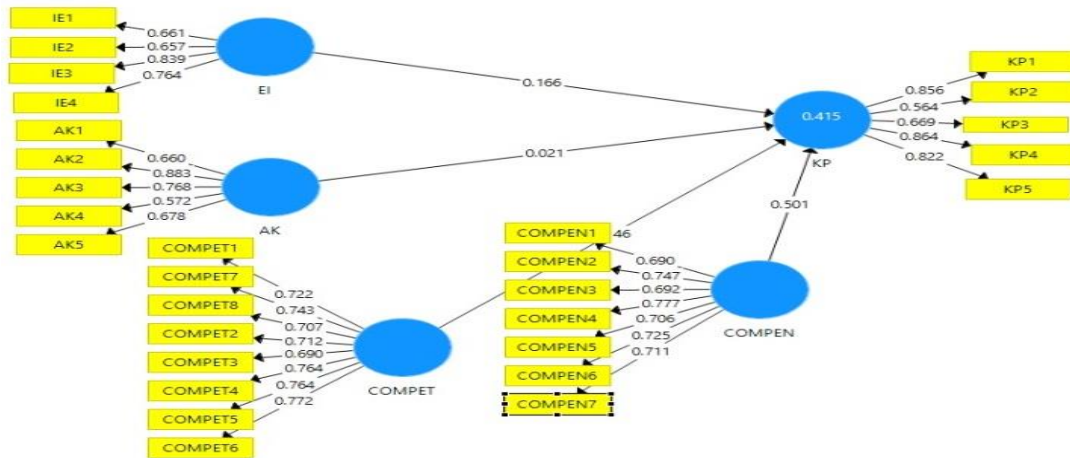 IE1
IE2
IE3
IE4
0.661
0.657
0.839
0.764
EI
AK1
AK2
AK3
AK4
AK5
0.660
0.883
0.768
0.572
0.678
AK
COMPET1
COMPET7
COMPET8
COMPET2
COMPET3
COMPET4
COMPET5
COMPET6
0.722
0.743
0.707
0.712
0.690
0.764
0.764
0.772
COMPET
COMPEN1
COMPEN2
COMPEN3
COMPEN4
COMPEN5
COMPEN6
COMPEN7
0.690
0.747
0.692
0.777
0.706
0.725
0.711
COMPEN
0.166
0.021
46
0.501
0.415
KP
0.856
0.564
0.669
0.864
0.822
KP1
KP2
KP3
KP4
KP5